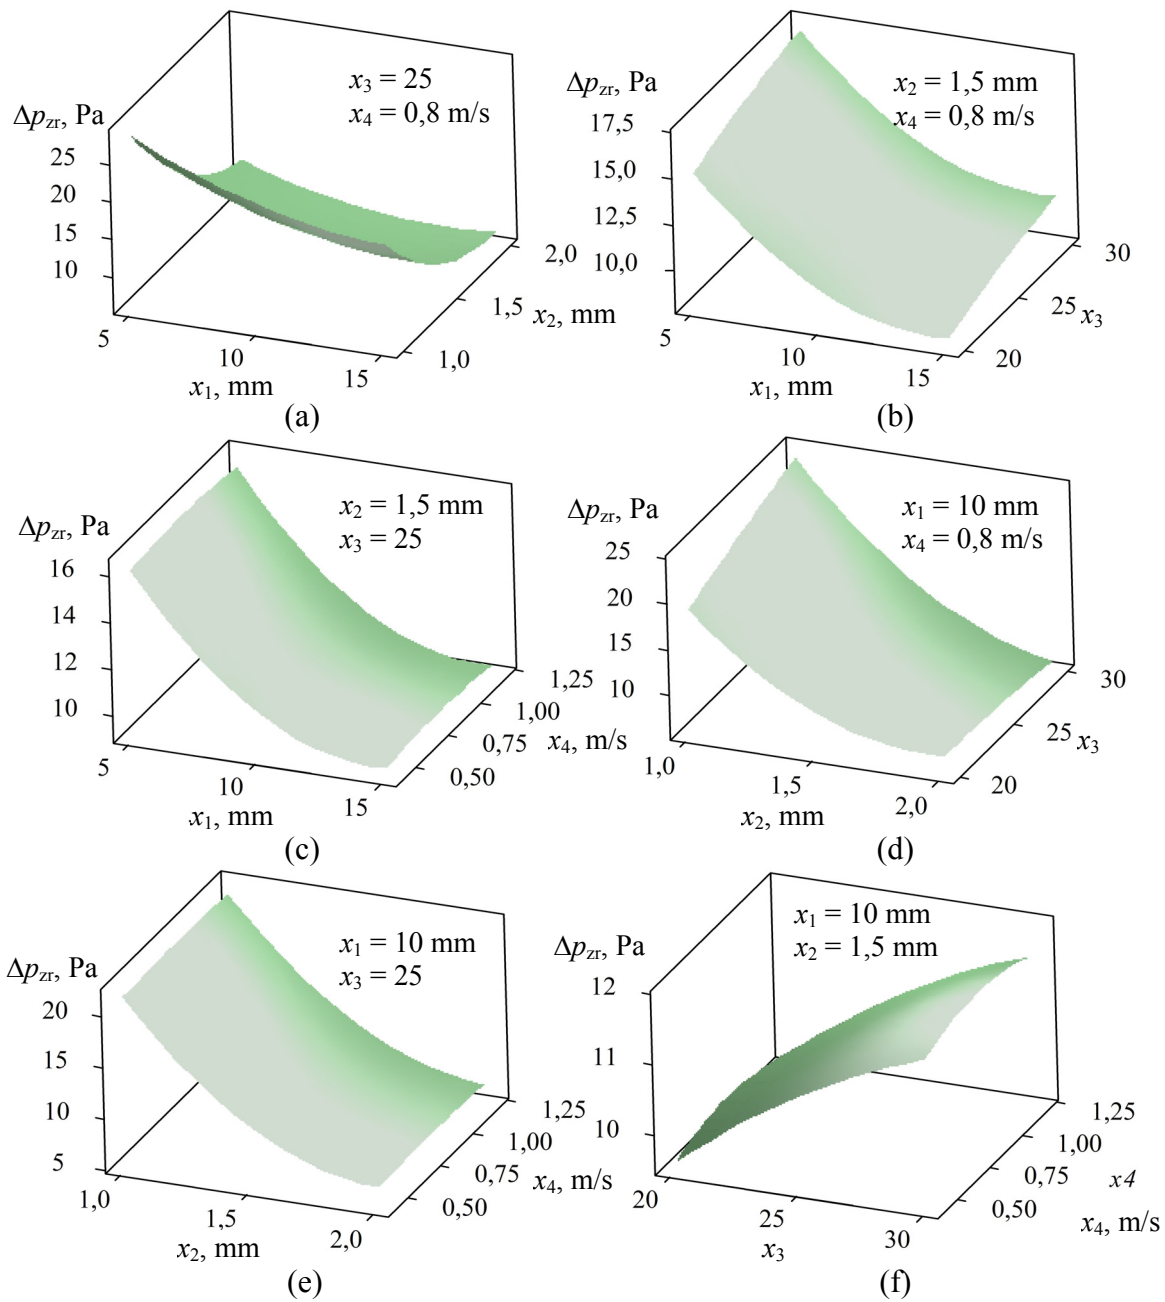 x3 = 25
x4 = 0,8 m/s
Δpzr, Pa
25
20
15
10
5
10
15
x1, mm
1,0
1,5
2,0
x2, mm
(a)
x2 = 1,5 mm
x4 = 0,8 m/s
Δpzr, Pa
17,5
15,0
12,5
10,0
5
10
15
x1, mm
20
25
30
x3
(b)
x2 = 1,5 mm
x3 = 25
Δpzr, Pa
16
14
12
10
5
10
15
x1, mm
0,50
0,75
1,00
1,25
x4, m/s
(c)
x1 = 10 mm
x4 = 0,8 m/s
Δpzr, Pa
25
20
15
10
1,0
1,5
2,0
x2, mm
20
25
30
x3
(d)
x1 = 10 mm
x3 = 25
Δpzr, Pa
20
15
10
5
1,0
1,5
2,0
x2, mm
0,50
0,75
1,00
1,25
x4, m/s
(e)
x1 = 10 mm
x2 = 1,5 mm
Δpzr, Pa
12
11
10
20
25
30
x3
0,50
0,75
1,00
1,25
x4
x4, m/s
(f)